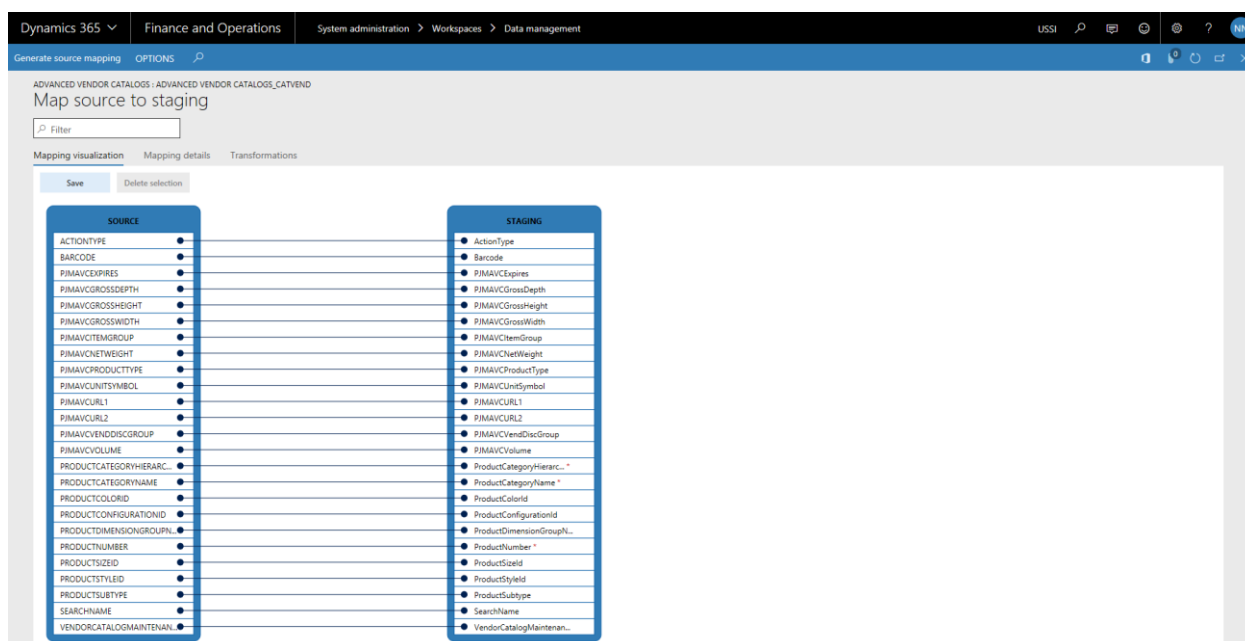 Dynamics 365 Finance and Operations System administration > Workspaces > Data management USSI ? NN
Generate source mapping OPTIONS 0
ADVANCED VENDOR CATALOGS : ADVANCED VENDOR CATALOGS_CATVEND
Map source to staging
Filter
Mapping visualization Mapping details Transformations
Save Delete selection
SOURCE STAGING
ACTIONTYPE ActionType
BARCODE Barcode
PJMAVCEXPIRES PJMAVCExpires
PJMAVCGROSSDEPTH PJMAVCGrossDepth
PJMAVCGROSSHEIGHT PJMAVCGrossHeight
PJMAVCGROSSWIDTH PJMAVCGrossWidth
PJMAVCITEMGROUP PJMAVCItemGroup
PJMAVCNETWEIGHT PJMAVCNetWeight
PJMAVCPRODUCTTYPE PJMAVCProductType
PJMAVCUNITSYMBOL PJMAVCUnitSymbol
PJMAVCURL1 PJMAVCURL1
PJMAVCURL2 PJMAVCURL2
PJMAVCVENDDISCGROUP PJMAVCVendDiscGroup
PJMAVCVOLUME PJMAVCVolume
PRODUCTCATEGORYHIERARC... ProductCategoryHierarc... *
PRODUCTCATEGORYNAME ProductCategoryName *
PRODUCTCOLORID ProductColorId
PRODUCTCONFIGURATIONID ProductConfigurationId
PRODUCTDIMENSIONGROUPN... ProductDimensionGroupN...
PRODUCTNUMBER ProductNumber *
PRODUCTSIZEID ProductSizeId
PRODUCTSTYLEID ProductStyleId
PRODUCTSUBTYPE ProductSubtype
SEARCHNAME SearchName
VENDORCATALOGMAINTENAN... VendorCatalogMaintenan...